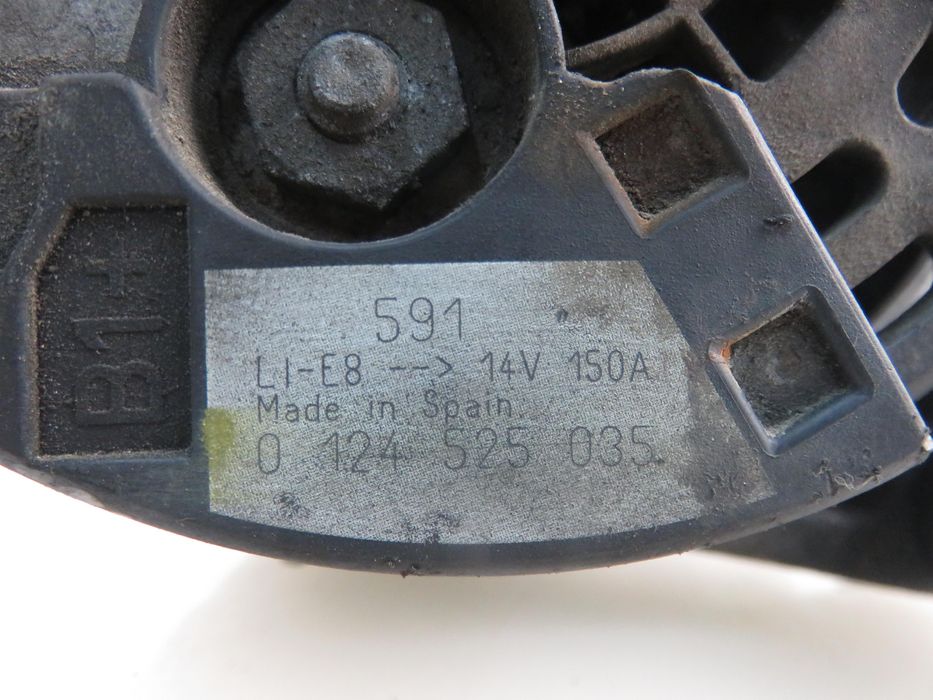 B1+
591
LI-E8 --> 14V 150A
Made in Spain
0 124 525 035